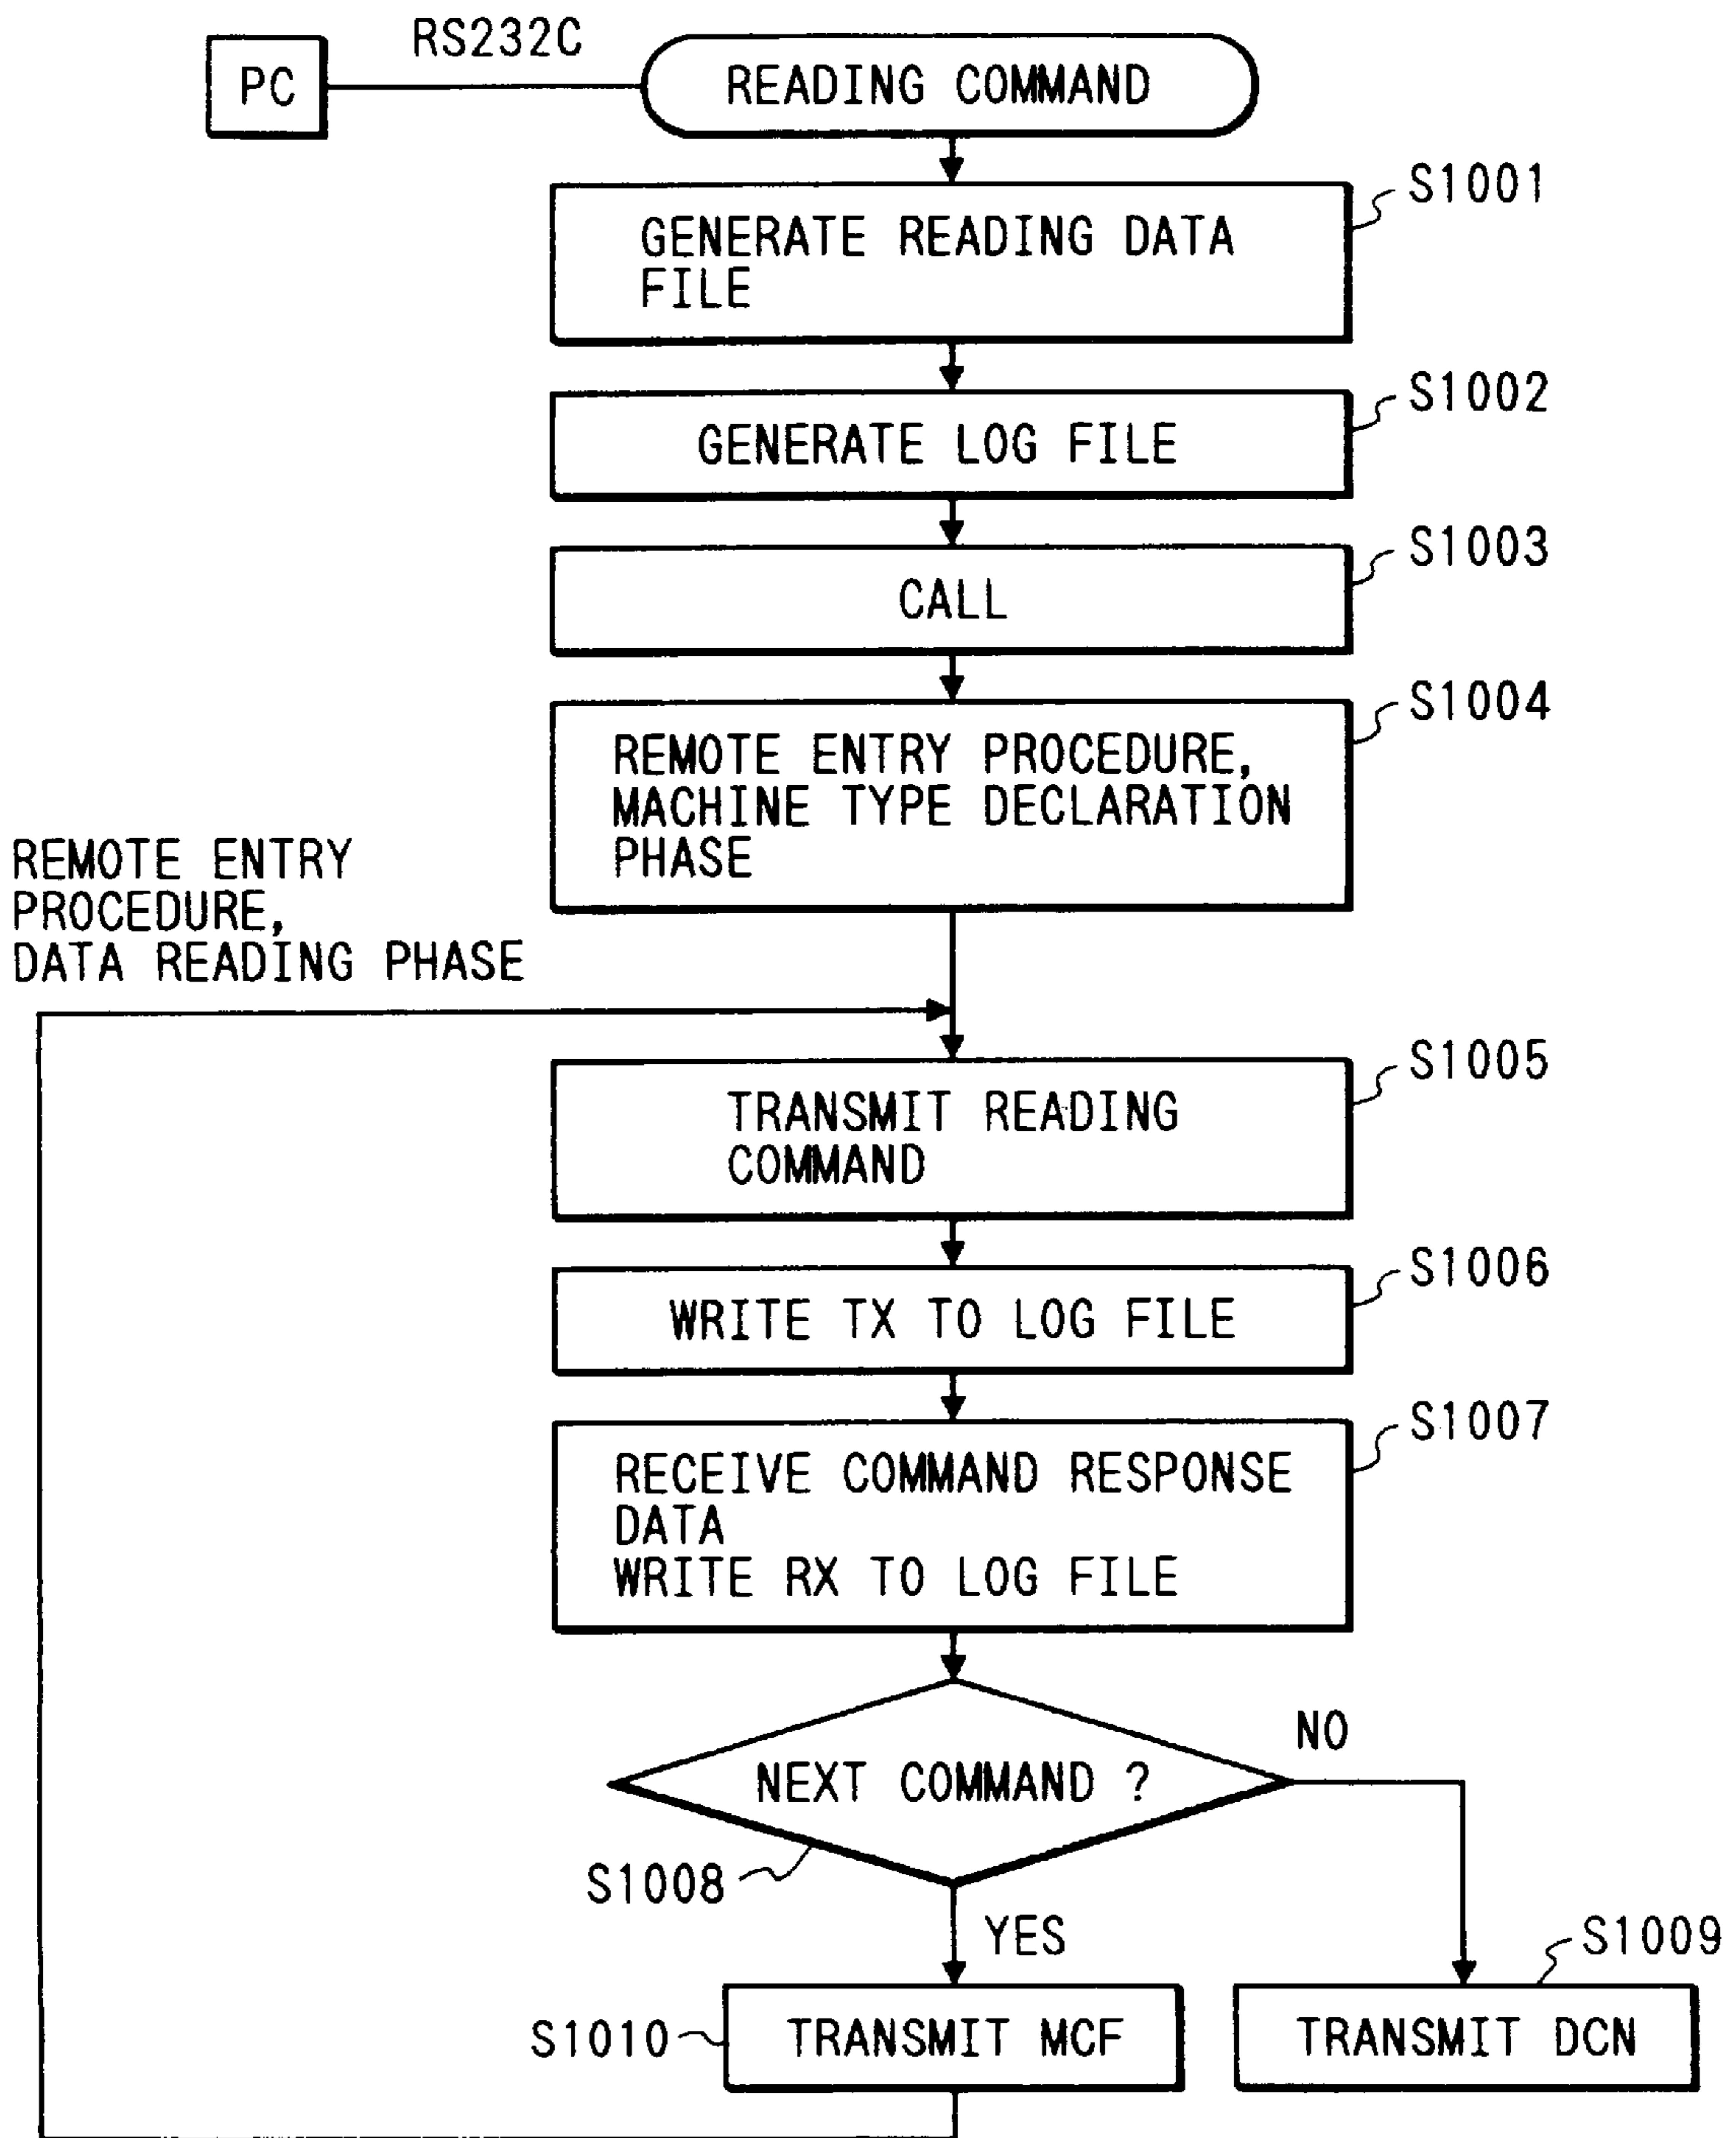 RS232C
PC
READING COMMAND
S1001
GENERATE READING DATA
FILE
S1002
GENERATE LOG FILE
S1003
CALL
S1004
REMOTE ENTRY PROCEDURE,
MACHINE TYPE DECLARATION
PHASE
REMOTE ENTRY
PROCEDURE,
DATA READING PHASE
S1005
TRANSMIT READING
COMMAND
S1006
WRITE TX TO LOG FILE
S1007
RECEIVE COMMAND RESPONSE
DATA
WRITE RX TO LOG FILE
NO
NEXT COMMAND ?
S1008
YES
S1009
S1010
TRANSMIT MCF
TRANSMIT DCN